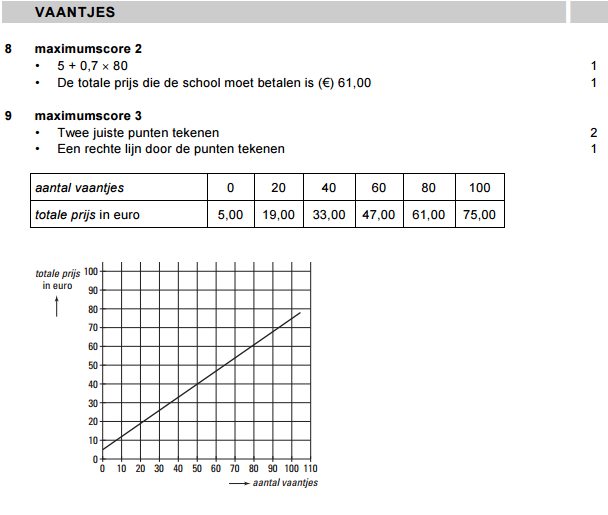 VAANTJES
8 maximumscore 2
• 5 + 0,7 × 80 1
• De totale prijs die de school moet betalen is (€) 61,00 1
9 maximumscore 3
• Twee juiste punten tekenen 2
• Een rechte lijn door de punten tekenen 1
aantal vaantjes 0 20 40 60 80 100
totale prijs in euro 5,00 19,00 33,00 47,00 61,00 75,00
totale prijs
in euro
100
90
80
70
60
50
40
30
20
10
0
0 10 20 30 40 50 60 70 80 90 100 110
aantal vaantjes